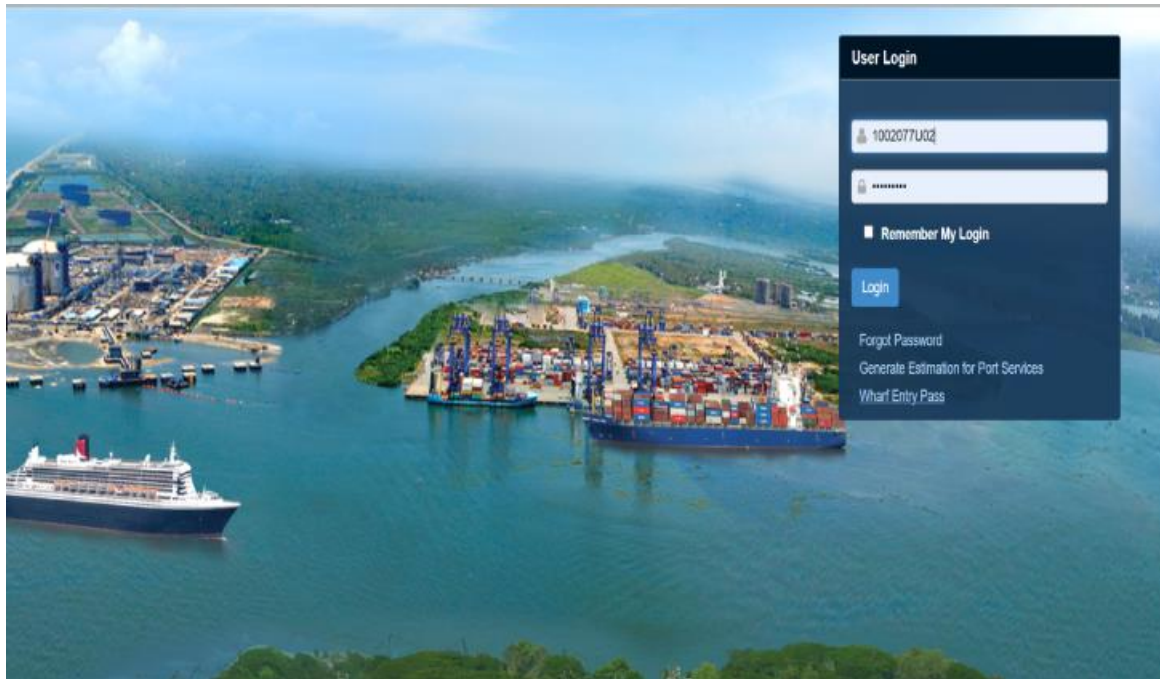 User Login
1002077U02
•••••••••
Remember My Login
Login
Forgot Password
Generate Estimation for Port Services
Wharf Entry Pass